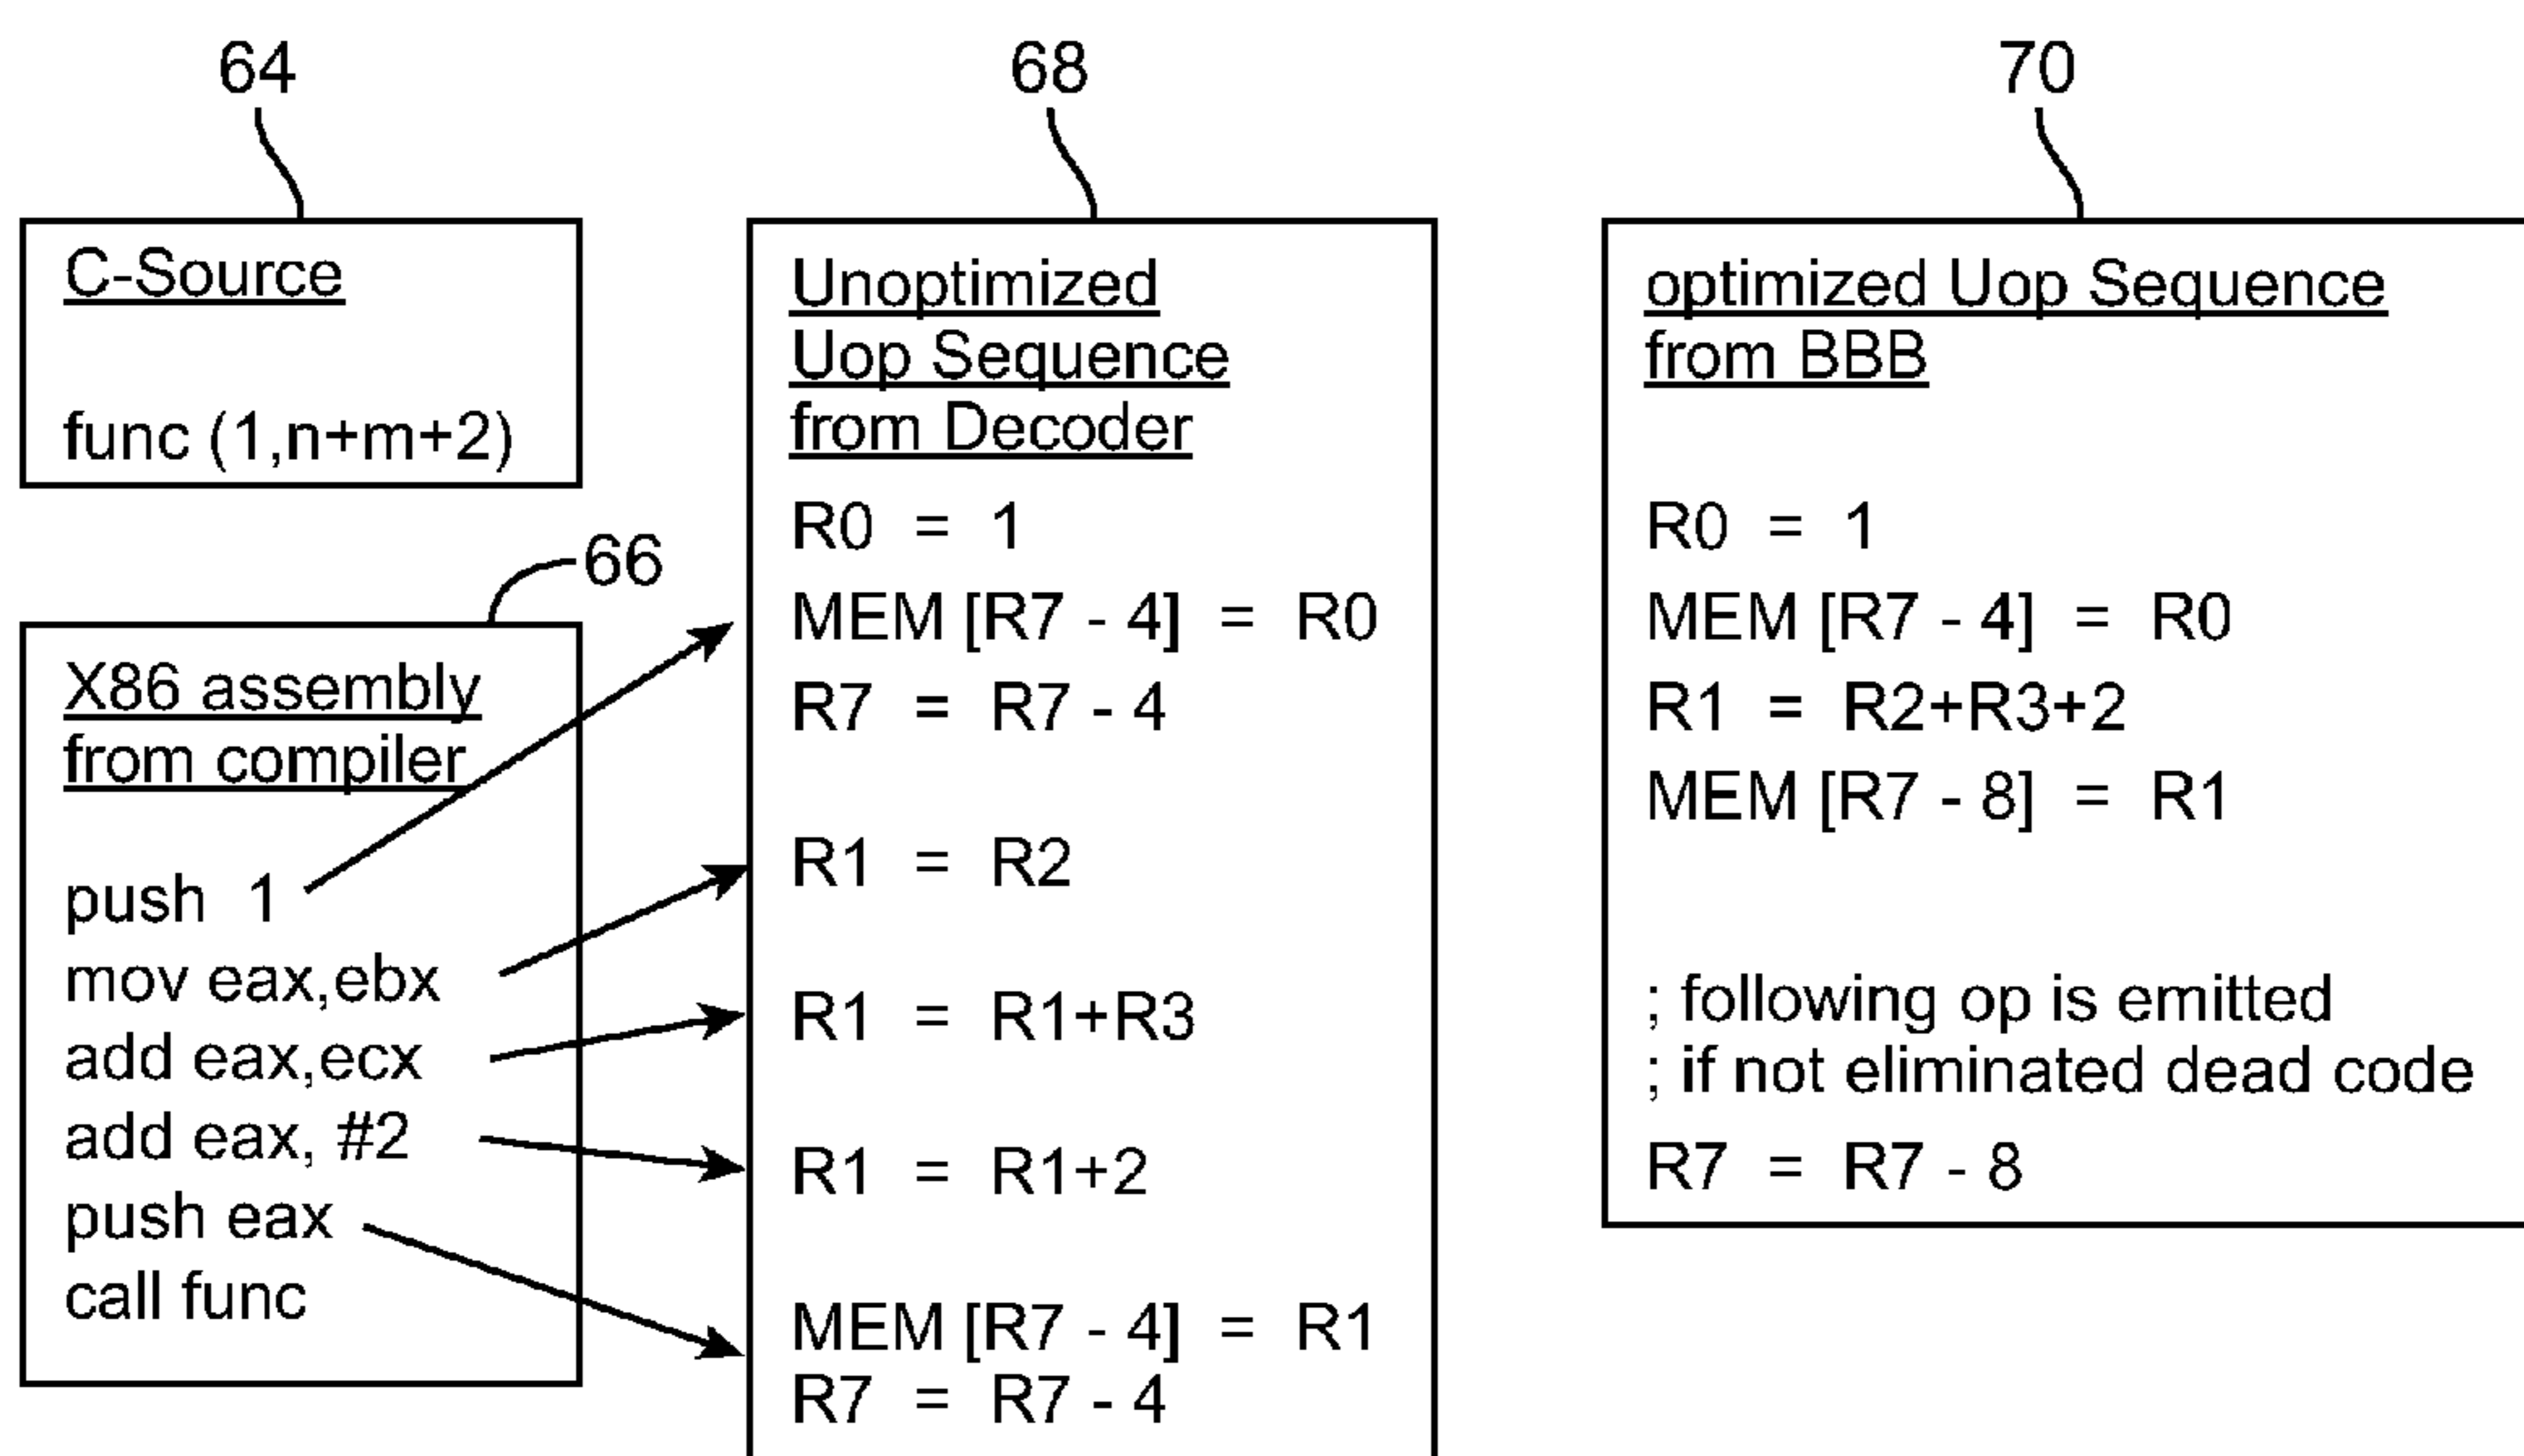 64
C-Source
func (1,n+m+2)
66
X86 assembly
from compiler
push 1
mov eax,ebx
add eax,ecx
add eax, #2
push eax
call func
68
Unoptimized
Uop Sequence
from Decoder
R0 = 1
MEM [R7 - 4] = R0
R7 = R7 - 4
R1 = R2
R1 = R1+R3
R1 = R1+2
MEM [R7 - 4] = R1
R7 = R7 - 4
70
optimized Uop Sequence
from BBB
R0 = 1
MEM [R7 - 4] = R0
R1 = R2+R3+2
MEM [R7 - 8] = R1
; following op is emitted
; if not eliminated dead code
R7 = R7 - 8